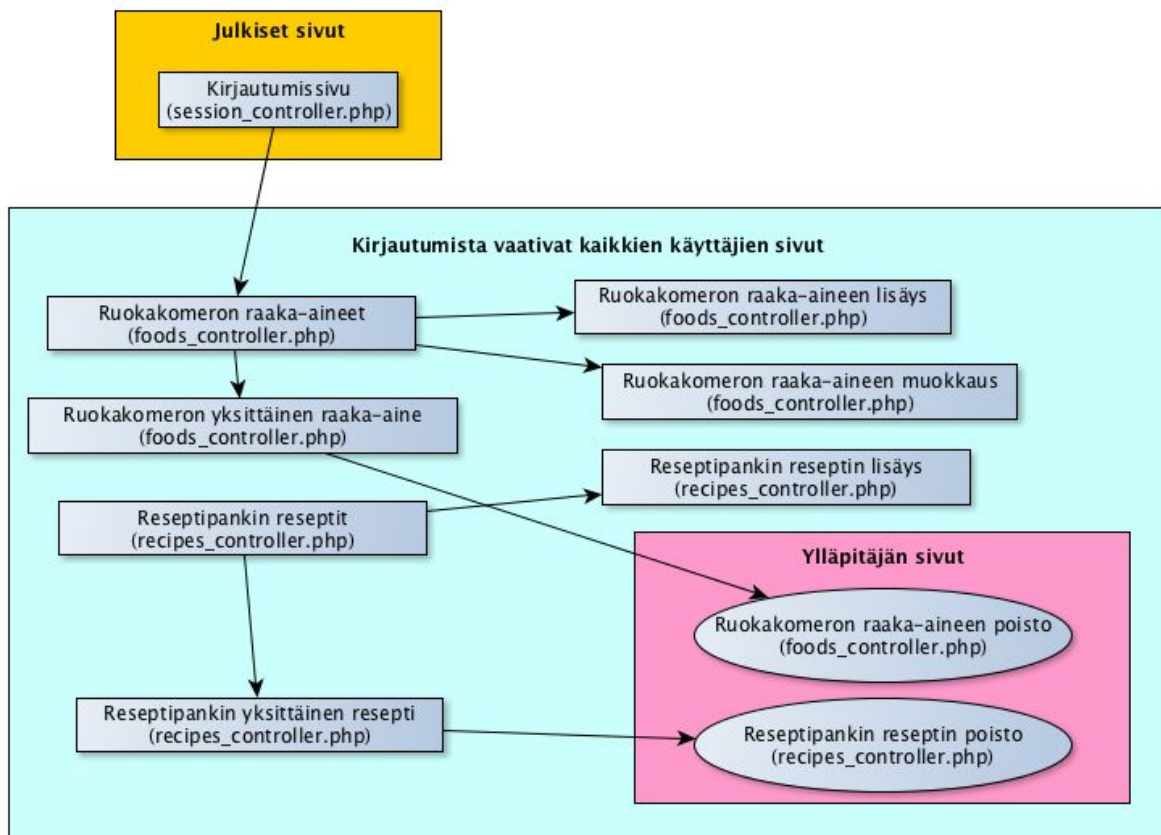 Julkiset sivut
Kirjautumissivu
(session_controller.php)
Kirjautumista vaativat kaikkien käyttäjien sivut
Ruokakomeron raaka-aineet
(foods_controller.php)
Ruokakomeron raaka-aineen lisäys
(foods_controller.php)
Ruokakomeron raaka-aineen muokkaus
(foods_controller.php)
Ruokakomeron yksittäinen raaka-aine
(foods_controller.php)
Reseptipankin reseptin lisäys
(recipes_controller.php)
Reseptipankin reseptit
(recipes_controller.php)
Ylläpitäjän sivut
Ruokakomeron raaka-aineen poisto
(foods_controller.php)
Reseptipankin yksittäinen resepti
(recipes_controller.php)
Reseptipankin reseptin poisto
(recipes_controller.php)